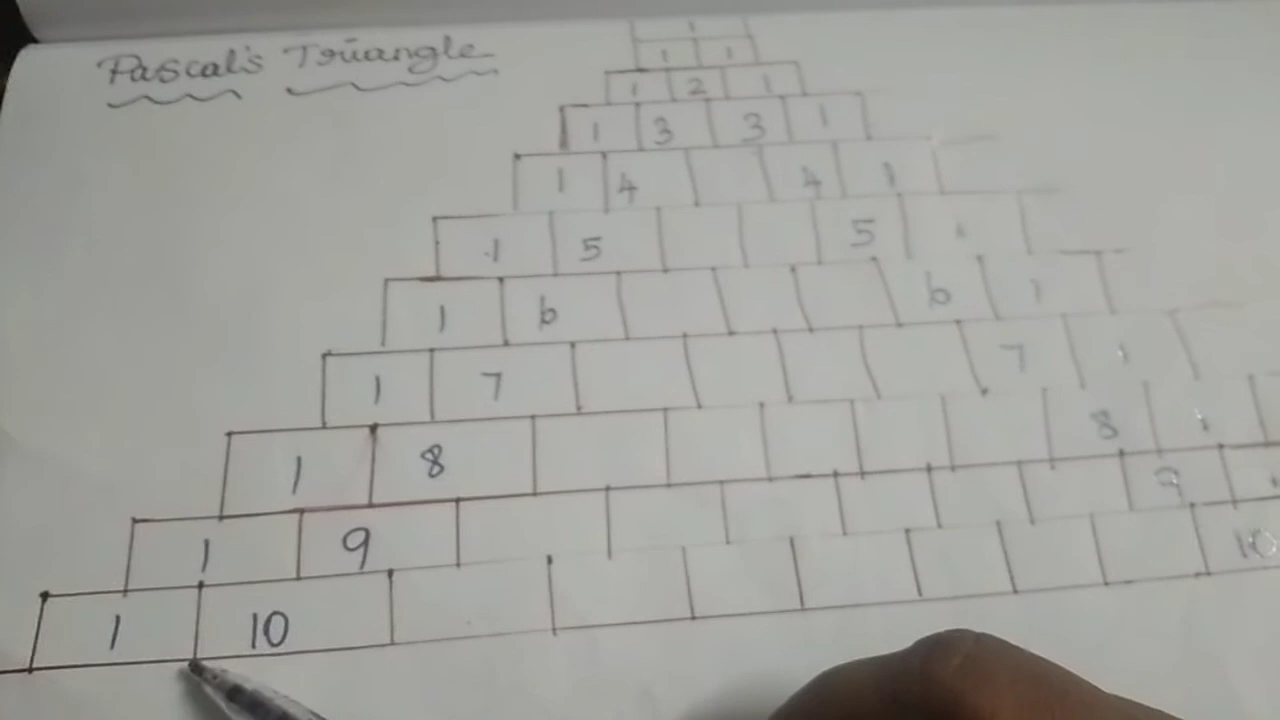 Pascal's Triangle
1
1 1
1 2 1
1 3 3 1
1 4 4 1
1 5 5 1
1 6 6 1
1 7 7 1
1 8 8 1
1 9 9
1 10 10